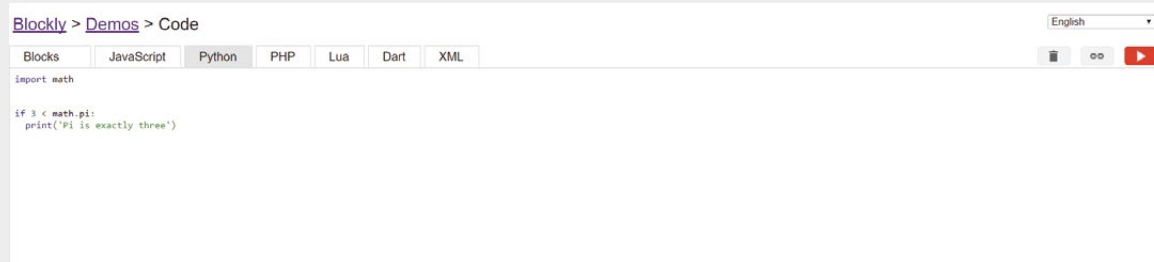 Blockly > Demos > Code
English
Blocks JavaScript Python PHP Lua Dart XML
import math
if 3 < math.pi:
  print('Pi is exactly three')